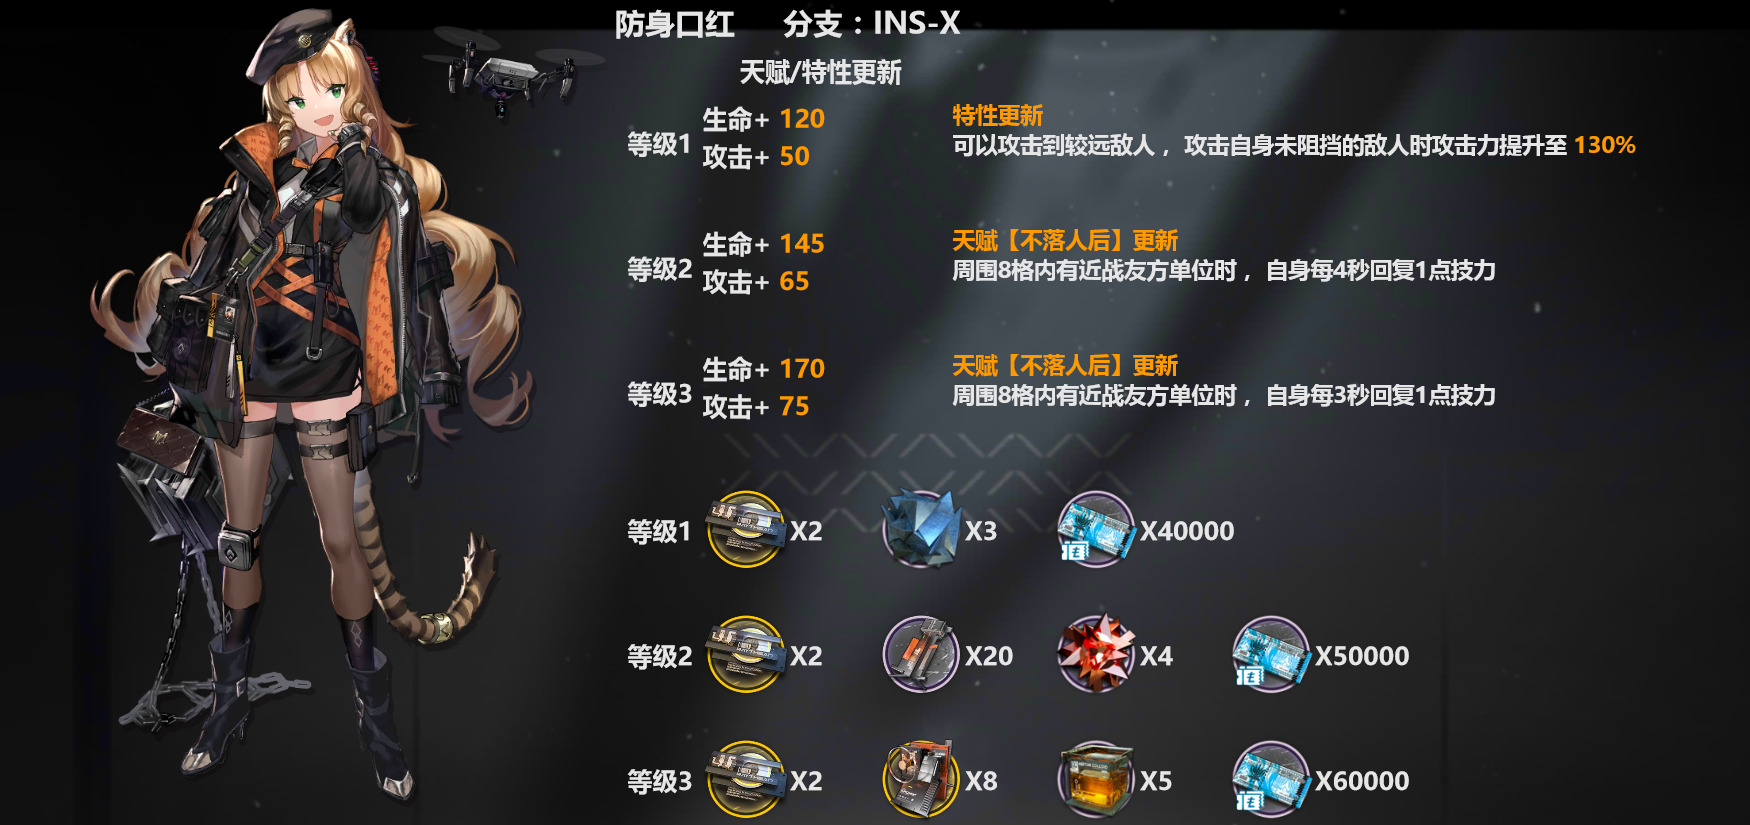 防身口红 分支：INS-X
天赋/特性更新
等级1
生命+ 120
攻击+ 50
特性更新
可以攻击到较远敌人，攻击自身未阻挡的敌人时攻击力提升至 130%
等级2
生命+ 145
攻击+ 65
天赋【不落人后】更新
周围8格内有近战友方单位时，自身每4秒回复1点技力
等级3
生命+ 170
攻击+ 75
天赋【不落人后】更新
周围8格内有近战友方单位时，自身每3秒回复1点技力
等级1 X2 X3 X40000
等级2 X2 X20 X4 X50000
等级3 X2 X8 X5 X60000